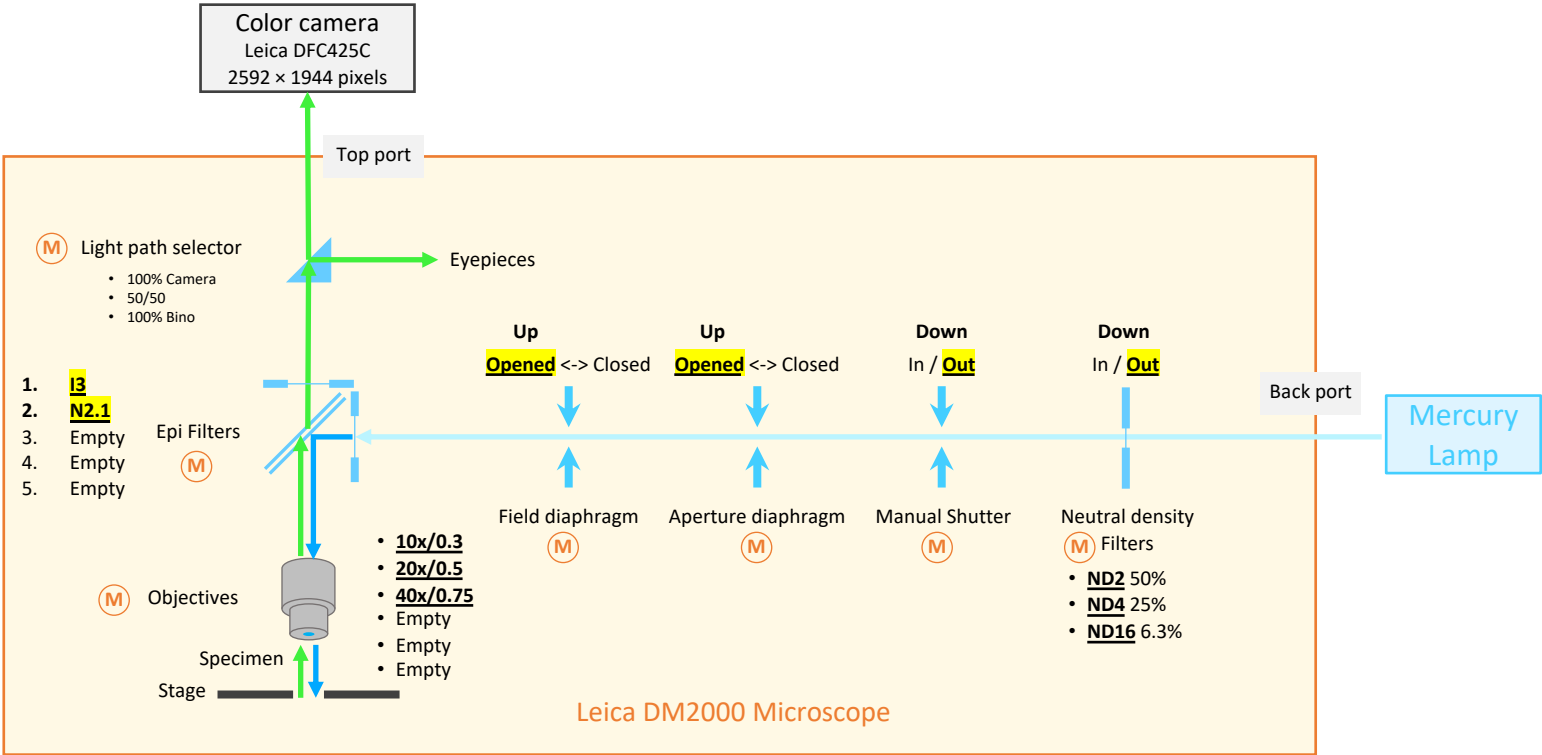 Color camera
Leica DFC425C
2592 × 1944 pixels
Top port
M Light path selector
• 100% Camera
• 50/50
• 100% Bino
Eyepieces
Up
Opened <-> Closed
Up
Opened <-> Closed
Down
In / Out
Down
In / Out
Back port
Mercury
Lamp
1. I3
2. N2.1
3. Empty
4. Empty
5. Empty
Epi Filters
M
Field diaphragm
M
Aperture diaphragm
M
Manual Shutter
M
Neutral density
M Filters
• ND2 50%
• ND4 25%
• ND16 6.3%
M Objectives
• 10x/0.3
• 20x/0.5
• 40x/0.75
• Empty
• Empty
• Empty
Specimen
Stage
Leica DM2000 Microscope